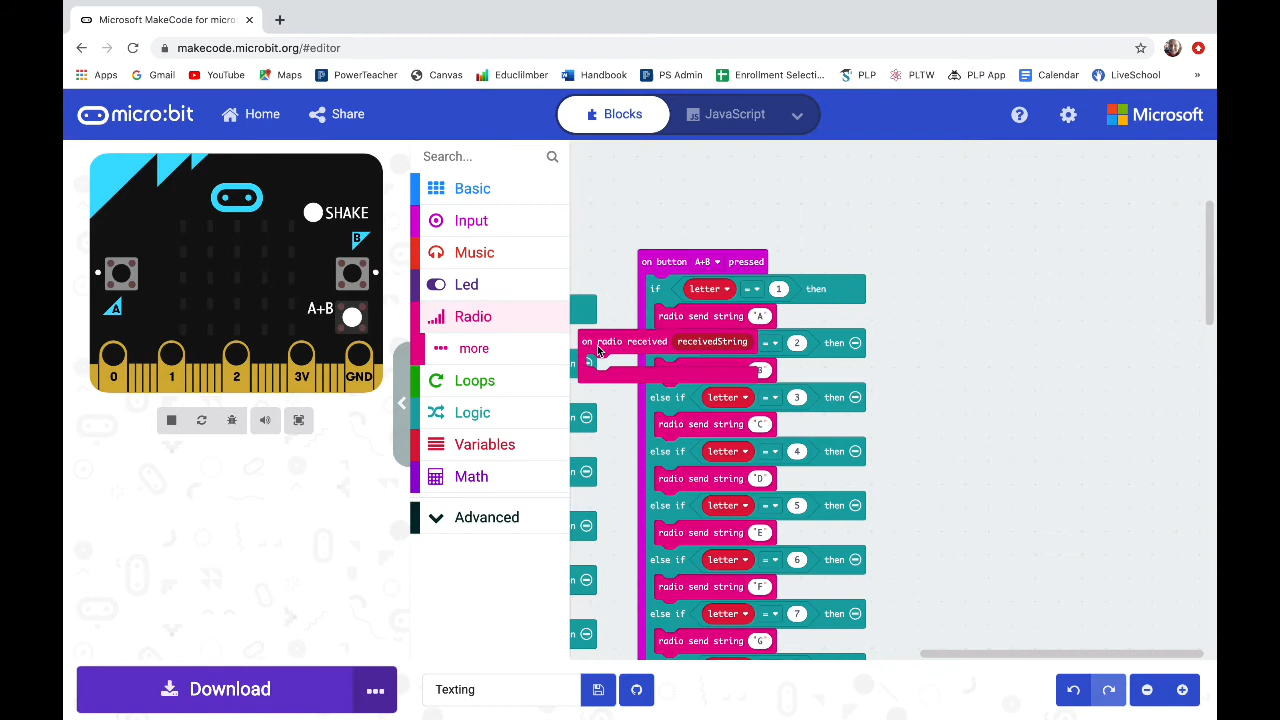 Microsoft MakeCode for micro
makecode.microbit.org/#editor
Apps
Gmail
YouTube
Maps
PowerTeacher
Canvas
Educlimber
Handbook
PS Admin
Enrollment Selecti...
PLP
PLTW
PLP App
Calendar
LiveSchool
»
micro:bit
Home
Share
Blocks
JavaScript
Microsoft
SHAKE
B
A+B
A
0 1 2 3V GND
Search...
Basic
Input
Music
Led
Radio
more
Loops
Logic
Variables
Math
Advanced
on button A+B pressed
if letter = 1 then
radio send string "A"
on radio received receivedString
= 2 then
else if letter = 3 then
radio send string "C"
else if letter = 4 then
radio send string "D"
else if letter = 5 then
radio send string "E"
else if letter = 6 then
radio send string "F"
else if letter = 7 then
radio send string "G"
Download
Texting